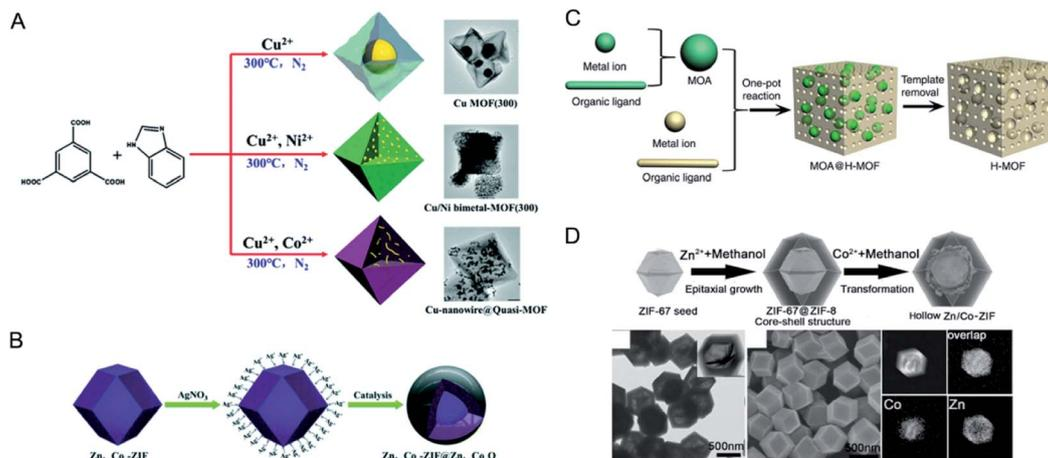 A
COOH
HOOC
COOH
+
N
HN
Cu²⁺
300℃, N₂
Cu MOF(300)
Cu²⁺, Ni²⁺
300℃, N₂
Cu/Ni bimetal-MOF(300)
Cu²⁺, Co²⁺
300℃, N₂
Cu-nanowire@Quasi-MOF
B
AgNO₃
Catalysis
C
Metal ion
Organic ligand
MOA
Metal ion
Organic ligand
One-pot
reaction
MOA@H-MOF
Template
removal
H-MOF
D
Zn²⁺+Methanol
Epitaxial growth
Co²⁺+Methanol
Transformation
ZIF-67 seed
ZIF-67@ZIF-8
Core-shell structure
Hollow Zn/Co-ZIF
500nm
500nm
overlap
Co
Zn